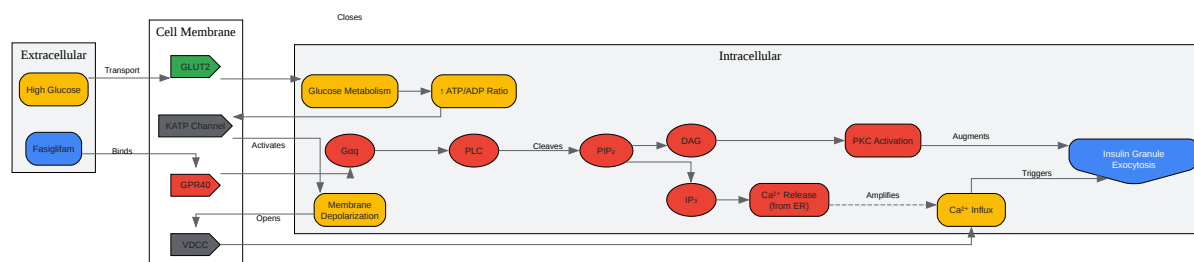 Closes
Cell Membrane
Extracellular
Intracellular
GLUT2
Transport
High Glucose
Glucose Metabolism
↑ ATP/ADP Ratio
KATP Channel
Activates
Fasiglifam
Binds
Gαq
PLC
Cleaves
PIP₂
DAG
PKC Activation
Augments
Insulin Granule
Exocytosis
GPR40
Membrane
Depolarization
IP₃
Ca²⁺ Release
(from ER)
Amplifies
Triggers
Ca²⁺ Influx
Opens
VDCC